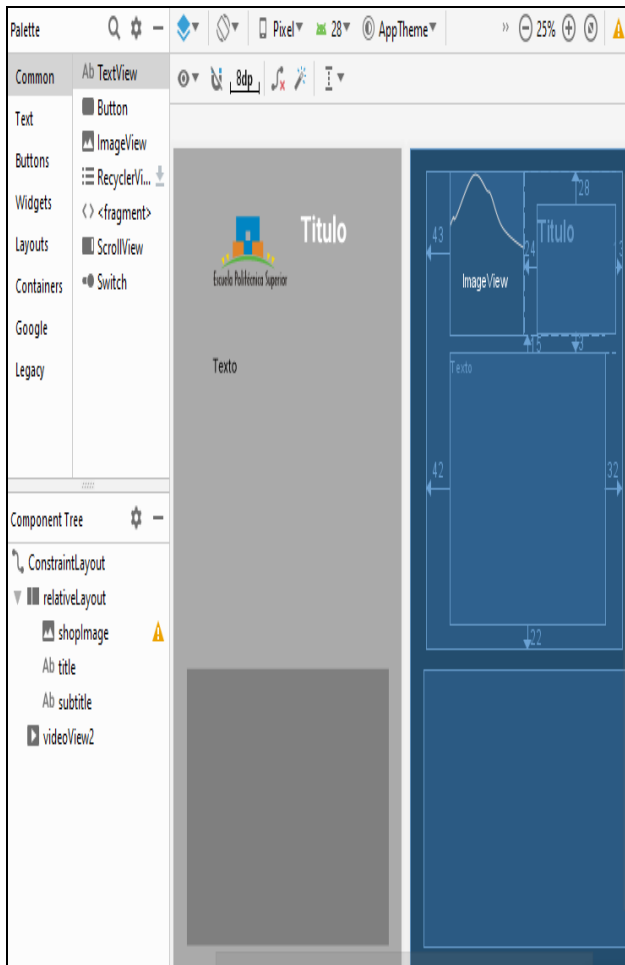 Palette
Pixel
28
AppTheme
»
25%
Common
Text
Buttons
Widgets
Layouts
Containers
Google
Legacy
Ab TextView
Button
ImageView
RecyclerVi...
<> <fragment>
ScrollView
Switch
8dp
Titulo
Escuela Politécnica Superior
Texto
28
43
24
Titulo
13
ImageView
15
Texto
42
32
22
Component Tree
ConstraintLayout
relativeLayout
shopImage
Ab title
Ab subtitle
videoView2